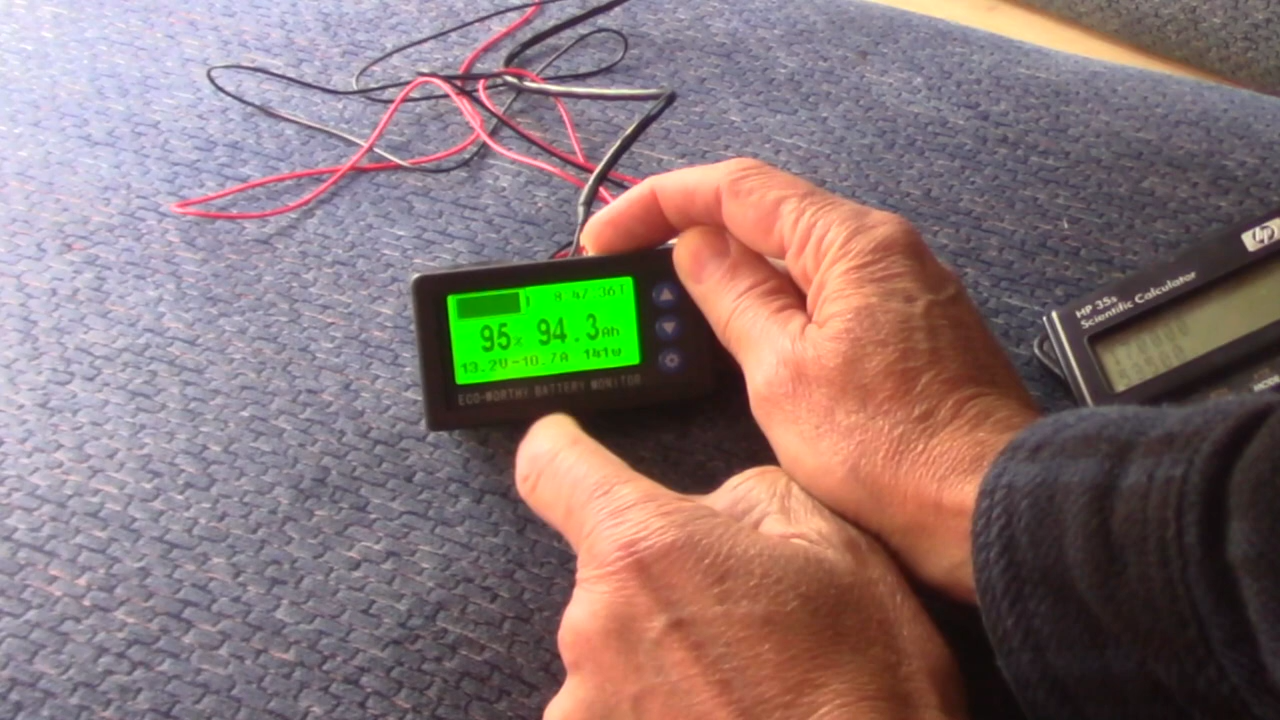 8:47:36T
95% 94.3Ah
13.2V-10.7A 141w
ECO-WORTHY BATTERY MONITOR
hp
HP 35s
Scientific Calculator